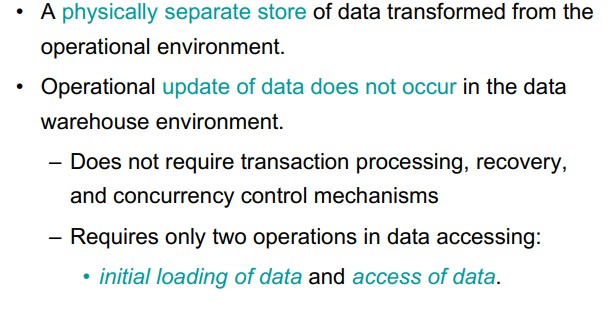 • A physically separate store of data transformed from the
operational environment.
• Operational update of data does not occur in the data
warehouse environment.
– Does not require transaction processing, recovery,
and concurrency control mechanisms
– Requires only two operations in data accessing:
• initial loading of data and access of data.